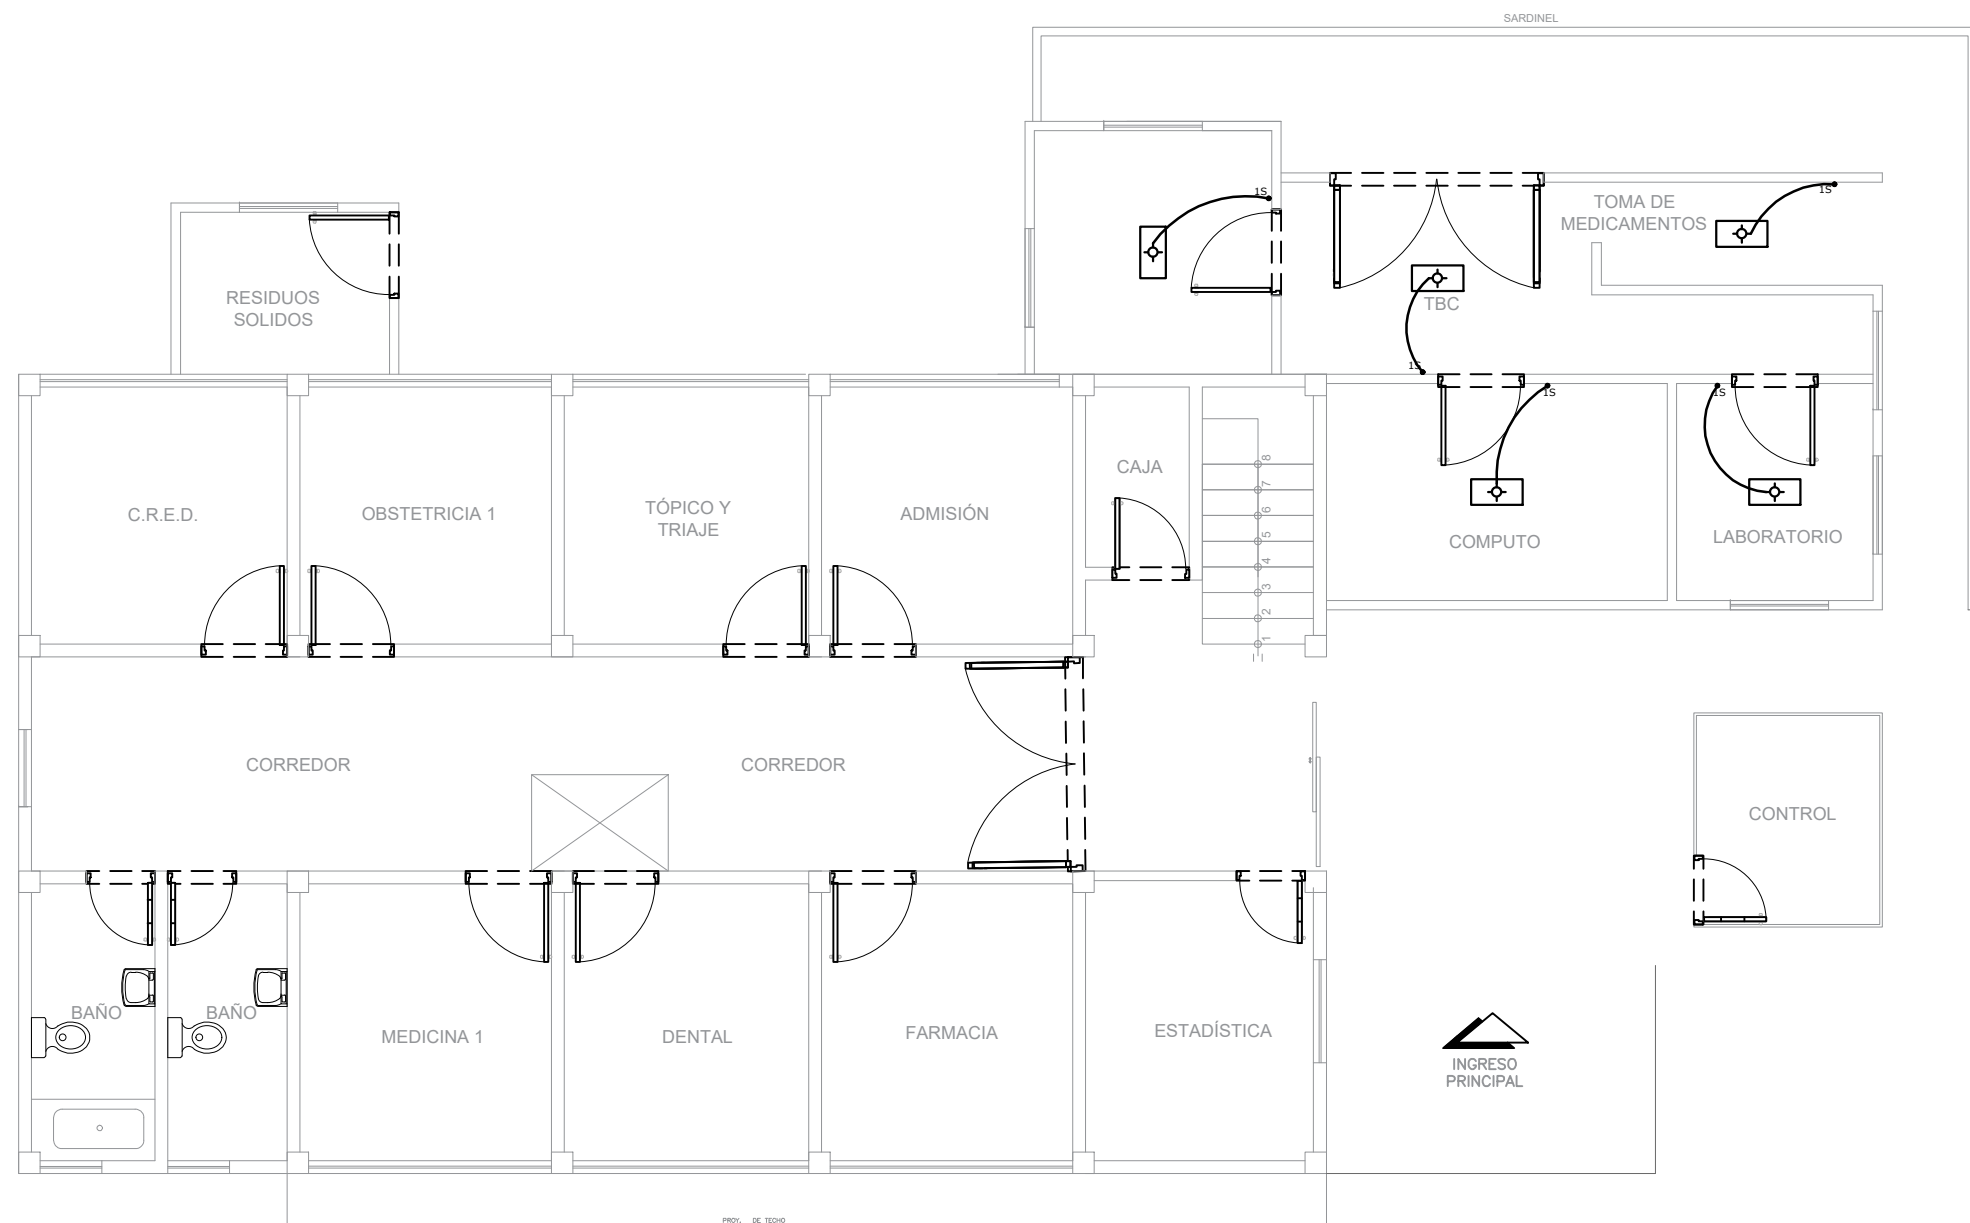 SARDINEL
1S
1S
TOMA DE
MEDICAMENTOS
RESIDUOS
SOLIDOS
TBC
1S
1S
1S
CAJA
8
7
6
5
4
3
2
1
C.R.E.D.
OBSTETRICIA 1
TÓPICO Y
TRIAJE
ADMISIÓN
COMPUTO
LABORATORIO
CORREDOR
CORREDOR
CONTROL
BAÑO
BAÑO
MEDICINA 1
DENTAL
FARMACIA
ESTADÍSTICA
INGRESO
PRINCIPAL
PROY. DE TECHO